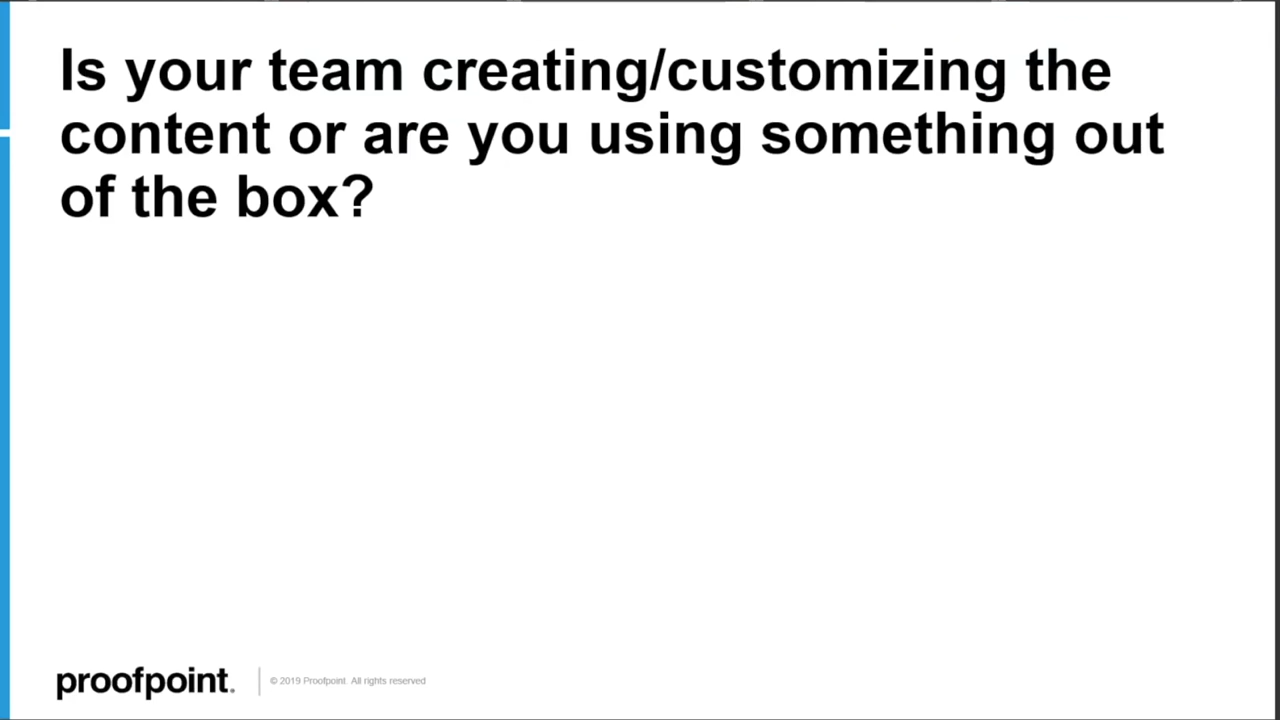 Is your team creating/customizing the
content or are you using something out
of the box?
proofpoint.
© 2019 Proofpoint. All rights reserved